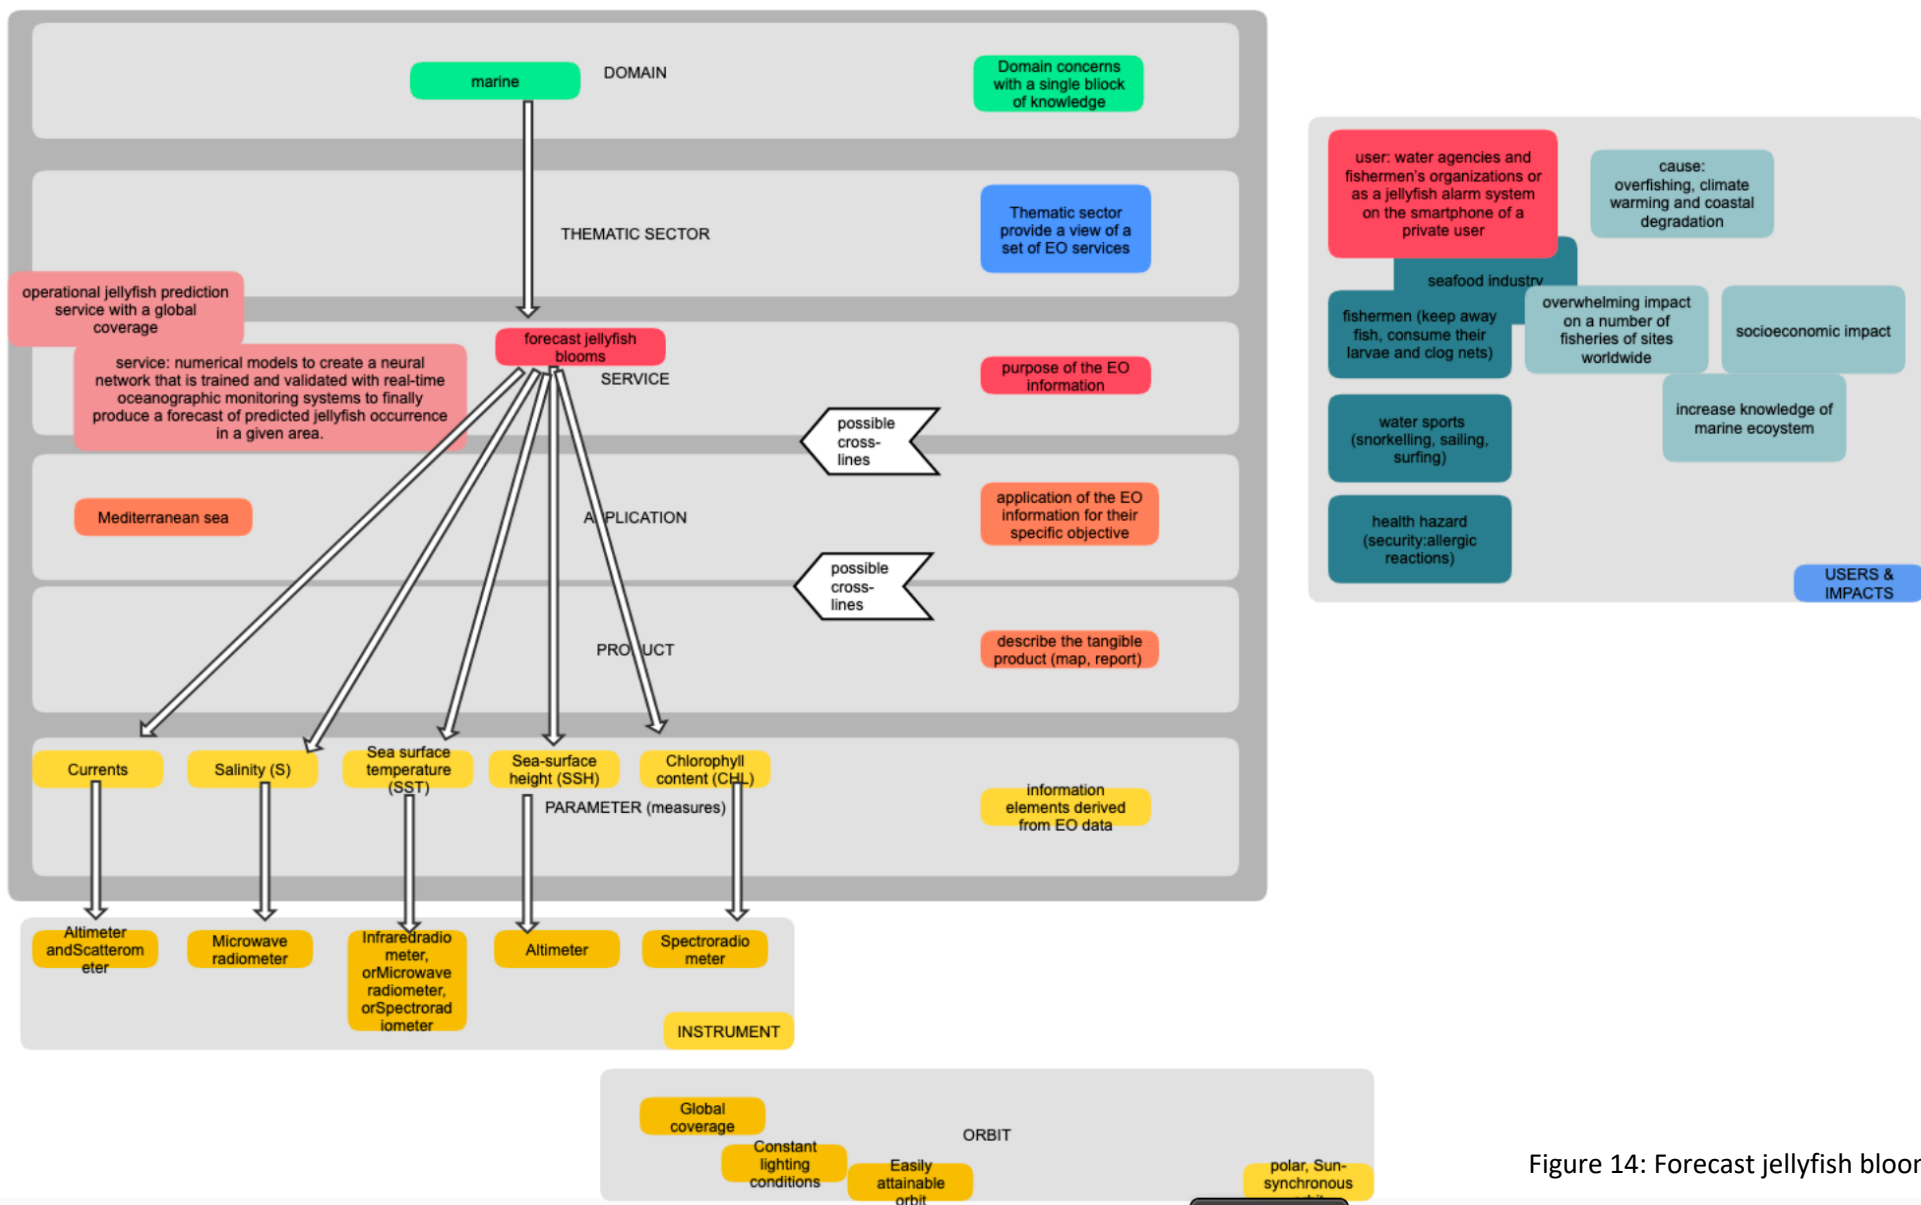 marine
DOMAIN
Domain concerns
with a single bliock
of knowledge
THEMATIC SECTOR
Thematic sector
provide a view of a
set of EO services
operational jellyfish prediction
service with a global
coverage
service: numerical models to create a neural
network that is trained and validated with real-time
oceanographic monitoring systems to finally
produce a forecast of predicted jellyfish occurrence
in a given area.
forecast jellyfish
blooms
SERVICE
purpose of the EO
information
possible
cross-
lines
Mediterranean sea
APPLICATION
application of the EO
information for their
specific objective
possible
cross-
lines
PRODUCT
describe the tangible
product (map, report)
Currents
Salinity (S)
Sea surface
temperature
(SST)
Sea-surface
height (SSH)
Chlorophyll
content (CHL)
PARAMETER (measures)
information
elements derived
from EO data
Altimeter
andScatterom
eter
Microwave
radiometer
Infraredradio
meter,
orMicrowave
radiometer,
orSpectrorad
iometer
Altimeter
Spectroradio
meter
INSTRUMENT
Global
coverage
Constant
lighting
conditions
Easily
attainable
orbit
ORBIT
polar, Sun-
synchronous
user: water agencies and
fishermen's organizations or
as a jellyfish alarm system
on the smartphone of a
private user
cause:
overfishing, climate
warming and coastal
degradation
seafood industry
fishermen (keep away
fish, consume their
larvae and clog nets)
overwhelming impact
on a number of
fisheries of sites
worldwide
socioeconomic impact
increase knowledge of
marine ecoystem
water sports
(snorkelling, sailing,
surfing)
health hazard
(security:allergic
reactions)
USERS &
IMPACTS
Figure 14: Forecast jellyfish bloom